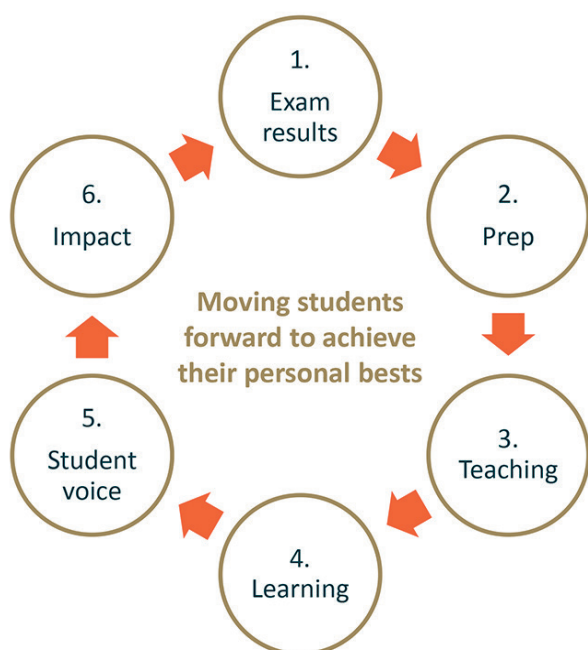 1.
Exam
results
2.
Prep
3.
Teaching
4.
Learning
5.
Student
voice
6.
Impact
Moving students
forward to achieve
their personal bests